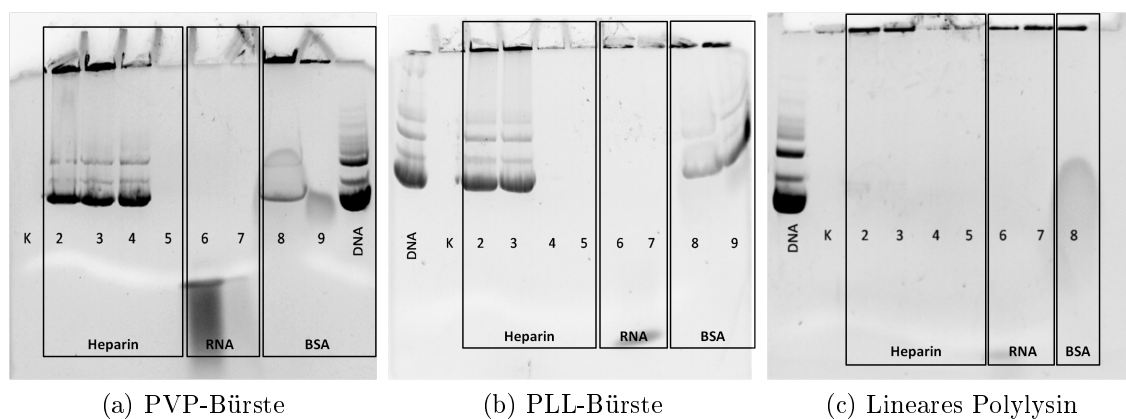 K 2 3 4 5 6 7 8 9 DNA
Heparin RNA BSA
(a) PVP-Bürste
DNA K 2 3 4 5 6 7 8 9
Heparin RNA BSA
(b) PLL-Bürste
DNA K 2 3 4 5 6 7 8
Heparin RNA BSA
(c) Lineares Polylysin